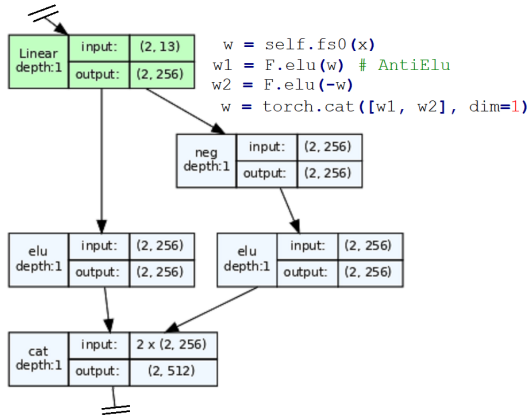 Linear
depth:1
input:
(2, 13)
output:
(2, 256)
w = self.fs0(x)
w1 = F.elu(w) # AntiElu
w2 = F.elu(-w)
w = torch.cat([w1, w2], dim=1)
neg
depth:1
input:
(2, 256)
output:
(2, 256)
elu
depth:1
input:
(2, 256)
output:
(2, 256)
elu
depth:1
input:
(2, 256)
output:
(2, 256)
cat
depth:1
input:
2 x (2, 256)
output:
(2, 512)